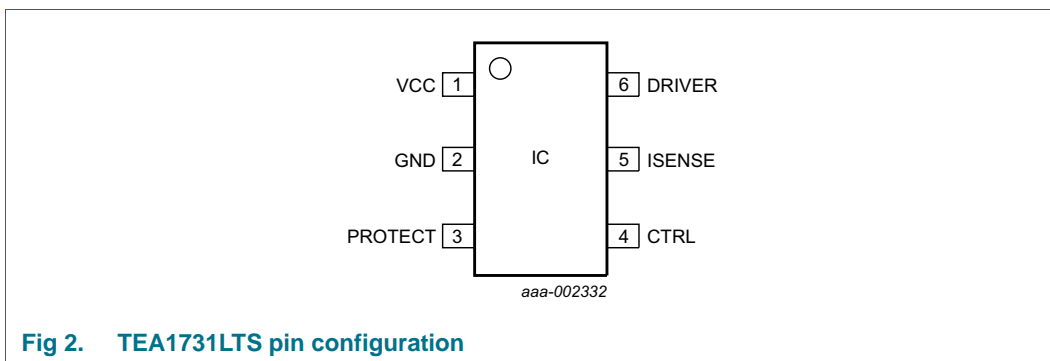 VCC 1 6 DRIVER
GND 2 IC 5 ISENSE
PROTECT 3 4 CTRL
aaa-002332
Fig 2. TEA1731LTS pin configuration